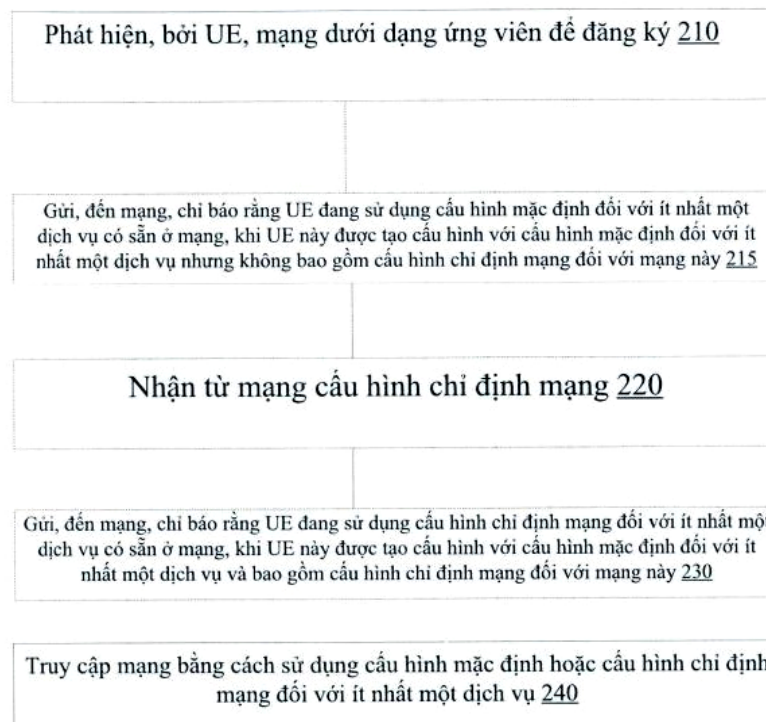 Phát hiện, bởi UE, mạng dưới dạng ứng viên để đăng ký 210
Gửi, đến mạng, chỉ báo rằng UE đang sử dụng cấu hình mặc định đối với ít nhất một
dịch vụ có sẵn ở mạng, khi UE này được tạo cấu hình với cấu hình mặc định đối với ít
nhất một dịch vụ nhưng không bao gồm cấu hình chỉ định mạng đối với mạng này 215
Nhận từ mạng cấu hình chỉ định mạng 220
Gửi, đến mạng, chỉ báo rằng UE đang sử dụng cấu hình chỉ định mạng đối với ít nhất một
dịch vụ có sẵn ở mạng, khi UE này được tạo cấu hình với cấu hình mặc định đối với ít
nhất một dịch vụ và bao gồm cấu hình chỉ định mạng đối với mạng này 230
Truy cập mạng bằng cách sử dụng cấu hình mặc định hoặc cấu hình chỉ định
mạng đối với ít nhất một dịch vụ 240